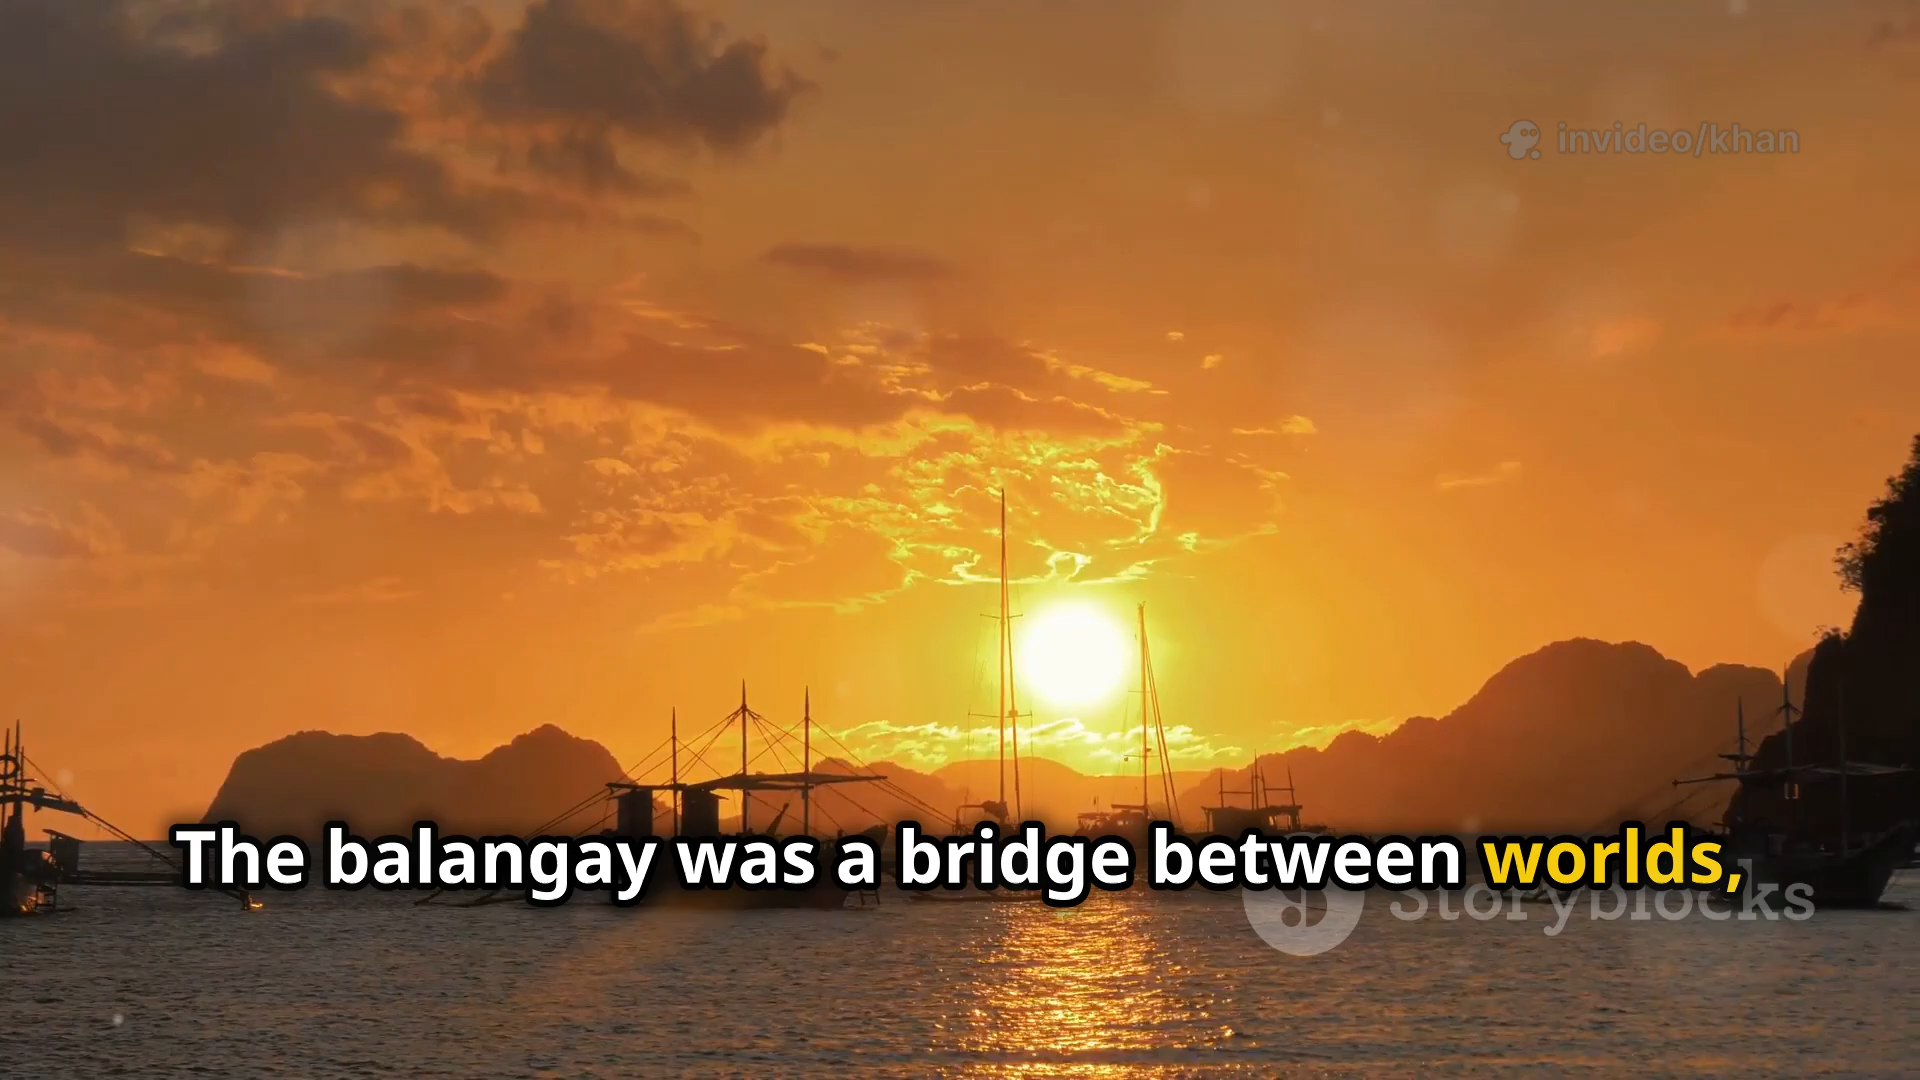 invideo/khan
The balangay was a bridge between worlds,
Storyblocks